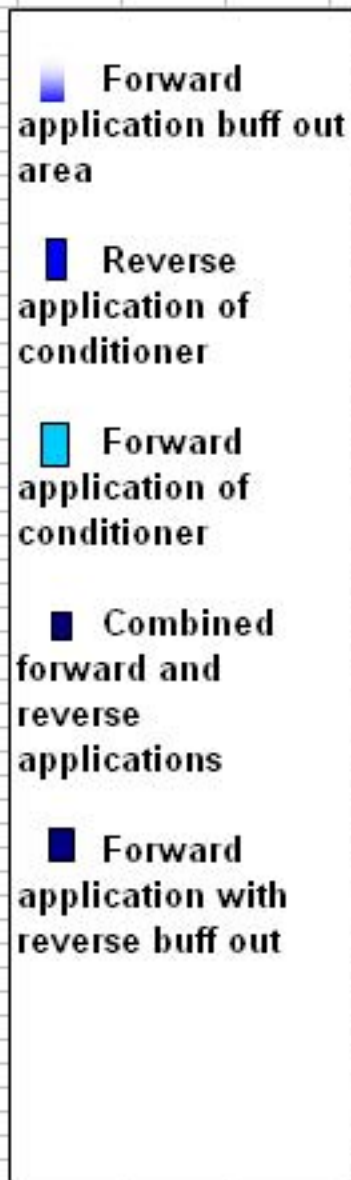 Forward
application buff out
area
Reverse
application of
conditioner
Forward
application of
conditioner
Combined
forward and
reverse
applications
Forward
application with
reverse buff out